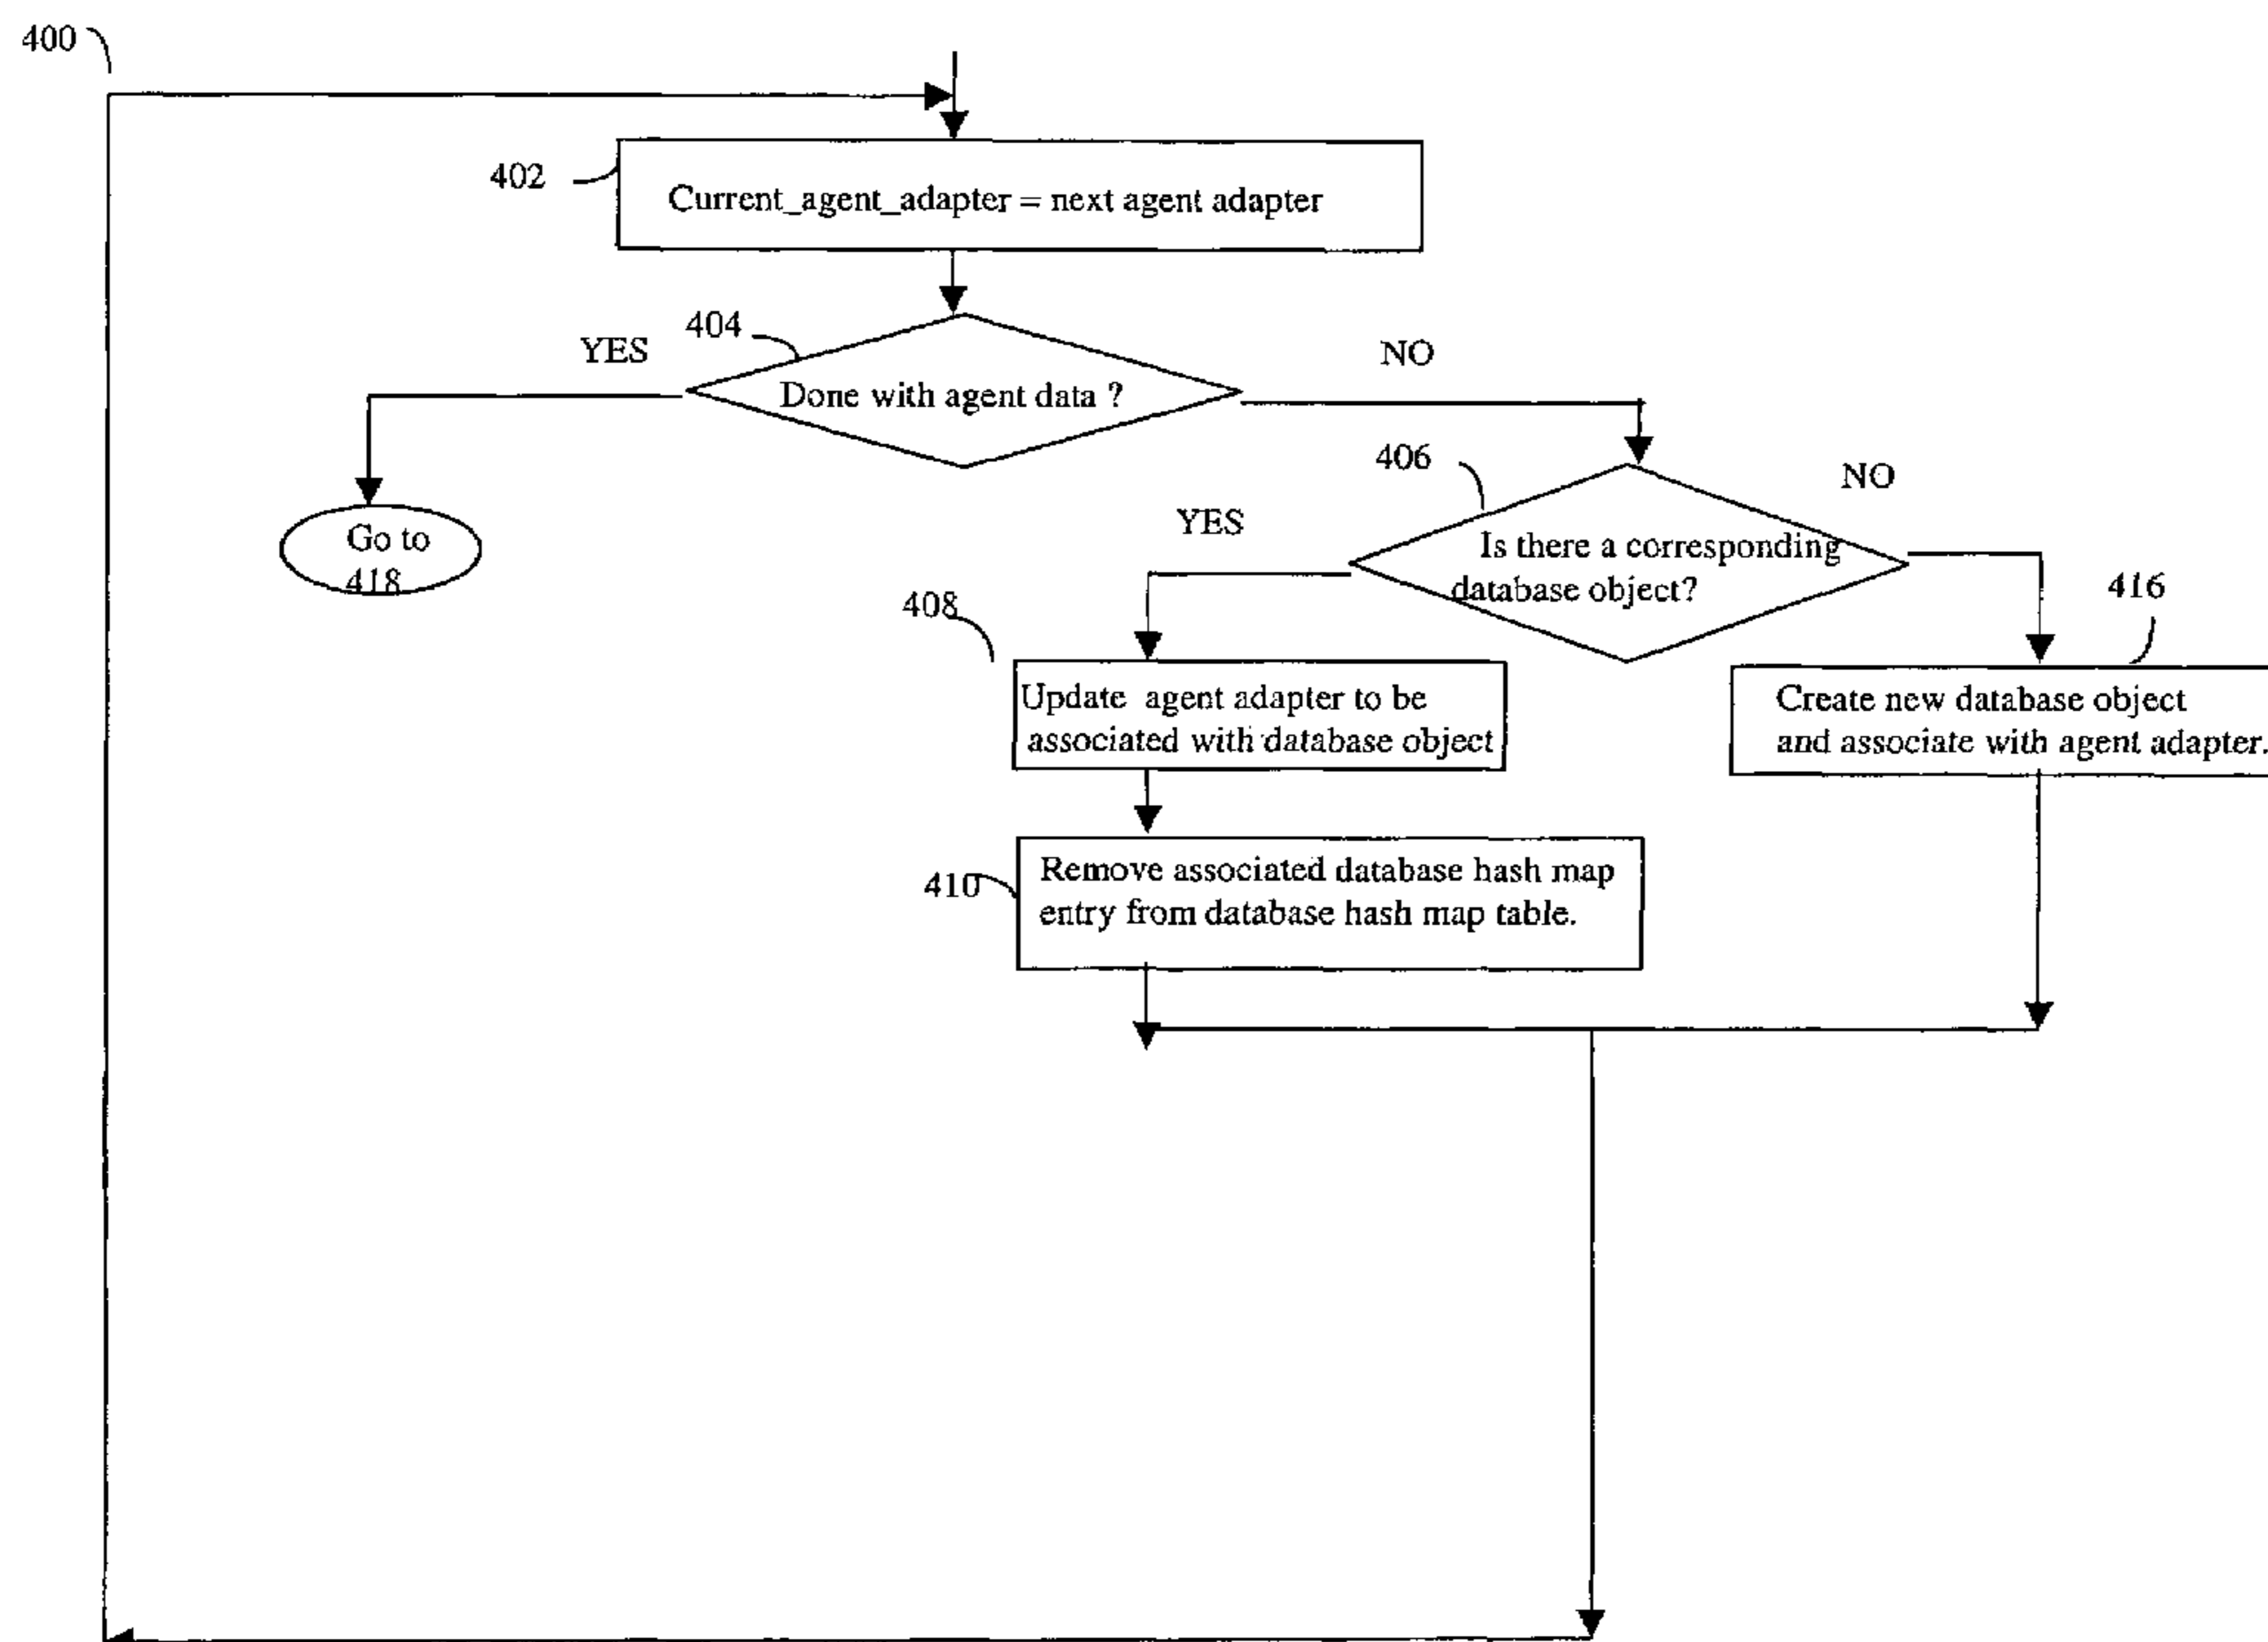 400
402
Current_agent_adapter = next agent adapter
404
YES
NO
Done with agent data ?
406
NO
YES
Go to
418
Is there a corresponding
database object?
408
416
Update agent adapter to be
associated with database object
Create new database object
and associate with agent adapter.
410
Remove associated database hash map
entry from database hash map table.